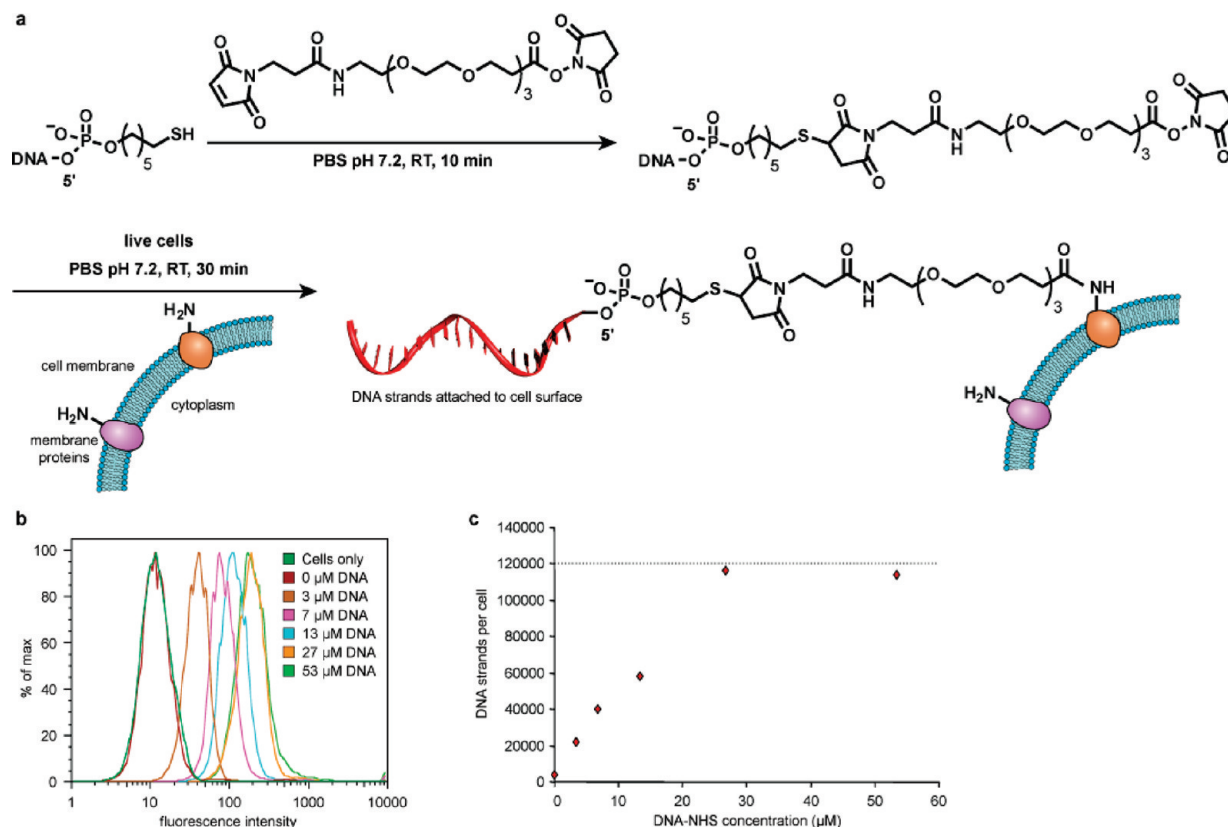 a
O
N
O
O
N
H
O
O
3
O
O
N
O
O
−O
O
P
O
5
SH
DNA
O
5'
PBS pH 7.2, RT, 10 min
−O
O
P
O
5
S
O
N
O
O
N
H
O
O
3
O
O
N
O
O
DNA
O
5'
live cells
PBS pH 7.2, RT, 30 min
H2N
cell membrane
cytoplasm
H2N
membrane
proteins
−O
O
P
O
5
S
O
N
O
O
N
H
O
O
3
O
NH
O
5'
DNA strands attached to cell surface
H2N
b
100
80
60
40
20
0
% of max
1 10 100 1000 10000
fluorescence intensity
Cells only
0 µM DNA
3 µM DNA
7 µM DNA
13 µM DNA
27 µM DNA
53 µM DNA
c
140000
120000
100000
80000
60000
40000
20000
0
DNA strands per cell
0 10 20 30 40 50 60
DNA-NHS concentration (µM)